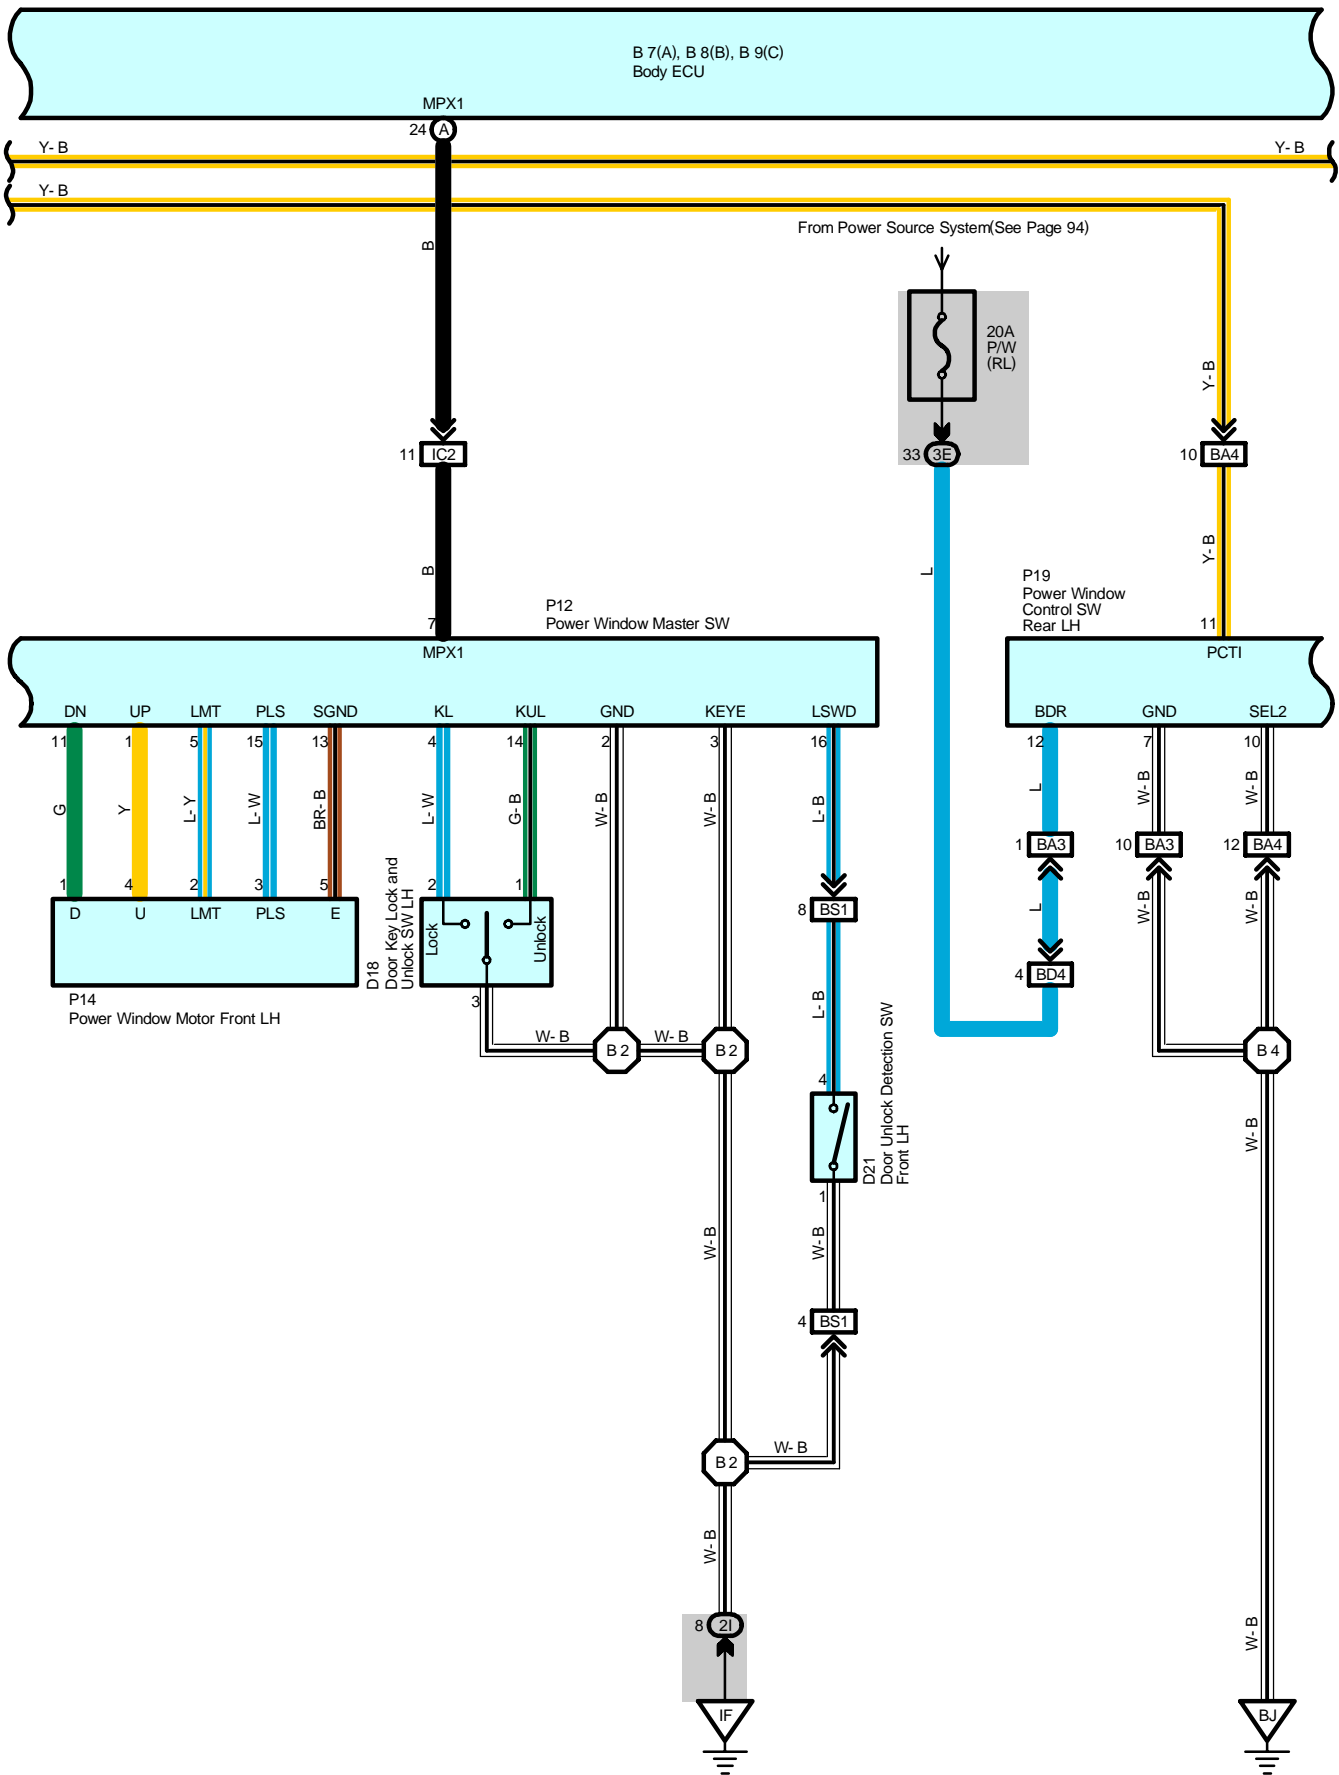 B 7(A), B 8(B), B 9(C)
Body ECU
MPX1
24 A
Y- B
Y- B
Y- B
From Power Source System(See Page 94)
B
20A
P/W
(RL)
Y- B
11 IC2
33 3E
10 BA4
B
L
Y- B
P12
Power Window Master SW
P19
Power Window
Control SW
Rear LH
7
11
MPX1
PCTI
DN UP LMT PLS SGND KL KUL GND KEYE LSWD
BDR GND SEL2
11 1 5 15 13 4 14 2 3 16
12 7 10
G Y L- Y L- W BR- B L- W G- B W- B W- B L- B
L W- B W- B
1 BA3
10 BA3
12 BA4
1 4 2 3 5 2 1
D U LMT PLS E
D18
Door Key Lock and
Unlock SW LH
Lock
Unlock
8 BS1
L W- B W- B
4 BD4
P14
Power Window Motor Front LH
3
L- B
W- B
W- B
B 2
B 2
B 4
4
D21
Door Unlock Detection SW
Front LH
1
W- B
W- B
W- B
4 BS1
W- B
B 2
W- B
8 2I
W- B
IF
BJ